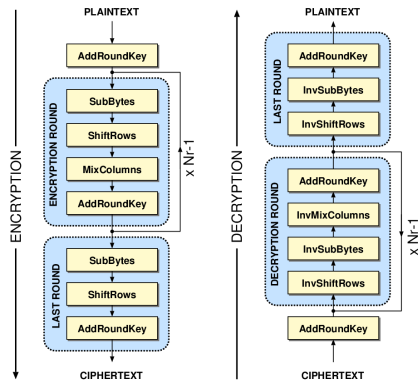 PLAINTEXT
AddRoundKey
ENCRYPTION ROUND
SubBytes
ShiftRows
MixColumns
AddRoundKey
x Nr-1
ENCRYPTION
LAST ROUND
SubBytes
ShiftRows
AddRoundKey
CIPHERTEXT
PLAINTEXT
LAST ROUND
AddRoundKey
InvSubBytes
InvShiftRows
DECRYPTION
DECRYPTION ROUND
AddRoundKey
InvMixColumns
InvSubBytes
InvShiftRows
x Nr-1
AddRoundKey
CIPHERTEXT